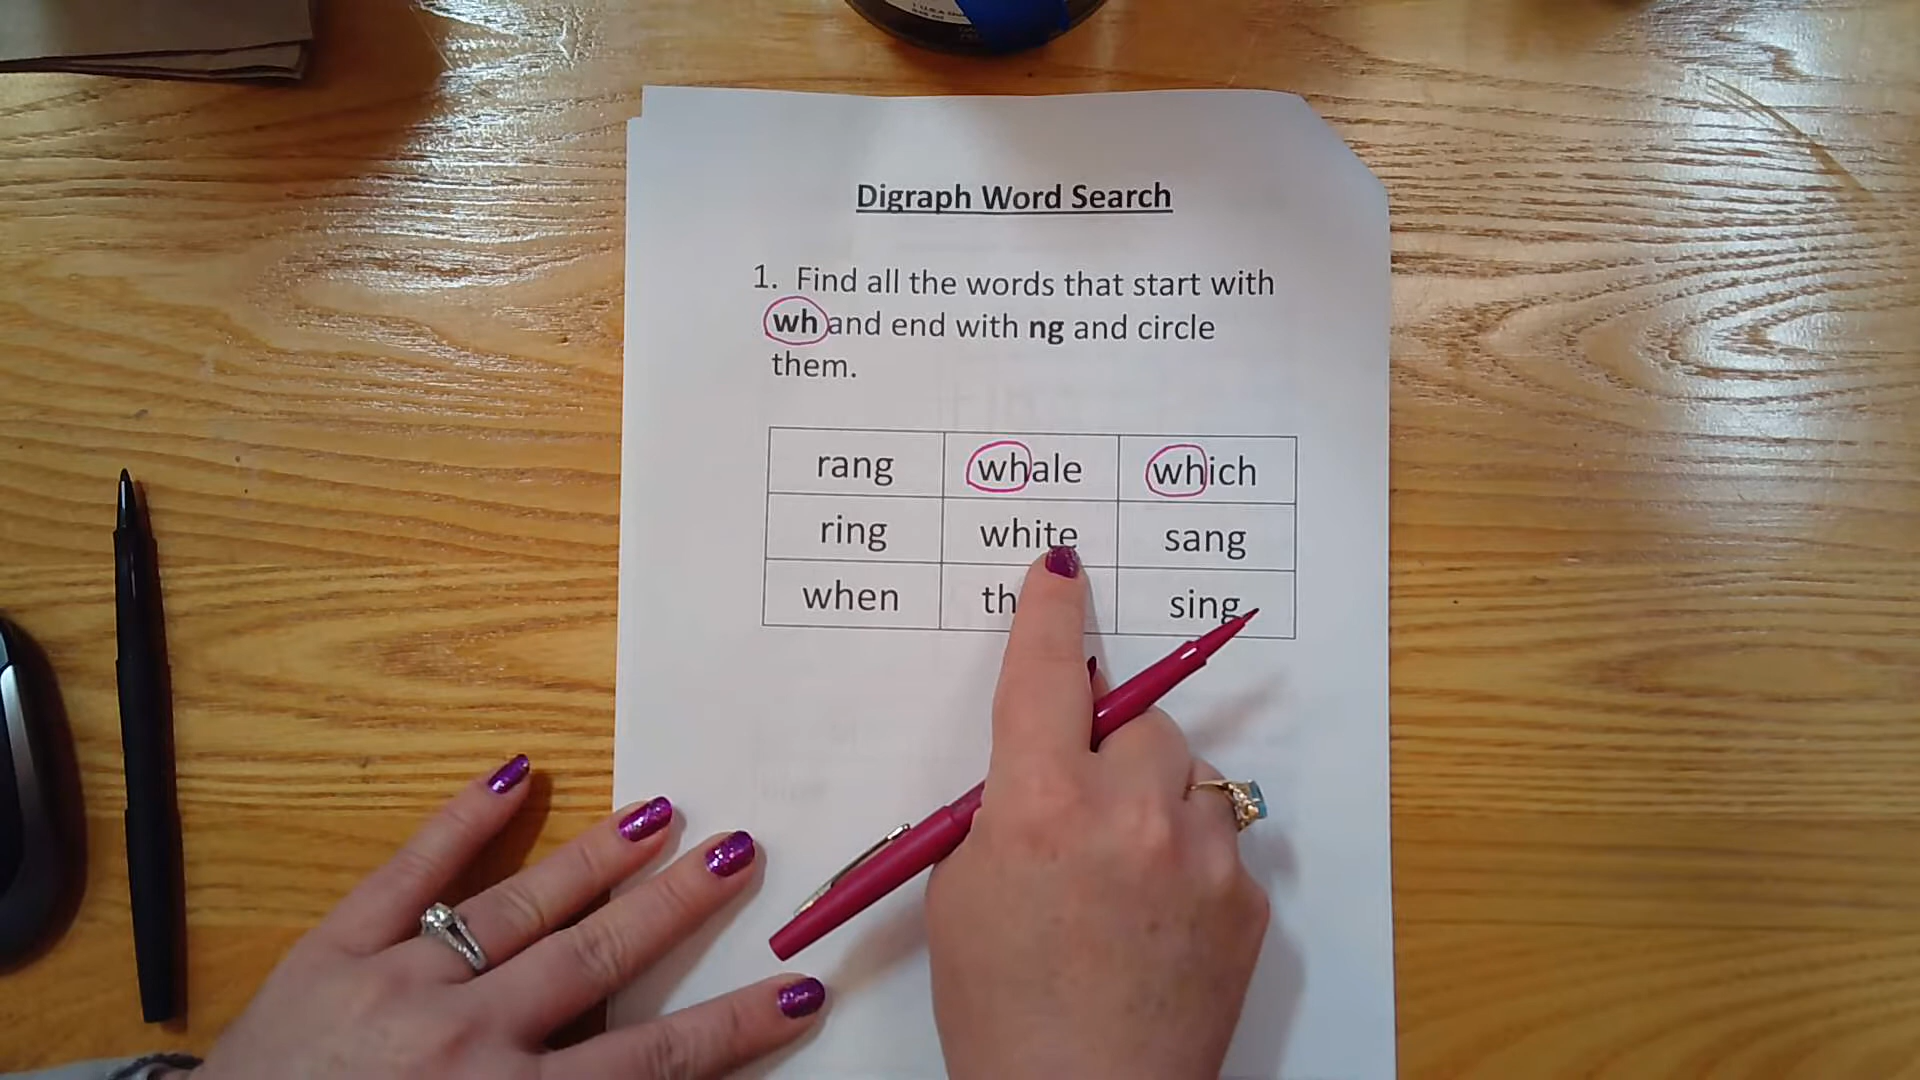 Digraph Word Search
1. Find all the words that start with
wh and end with ng and circle
them.
rang whale which
ring white sang
when sing